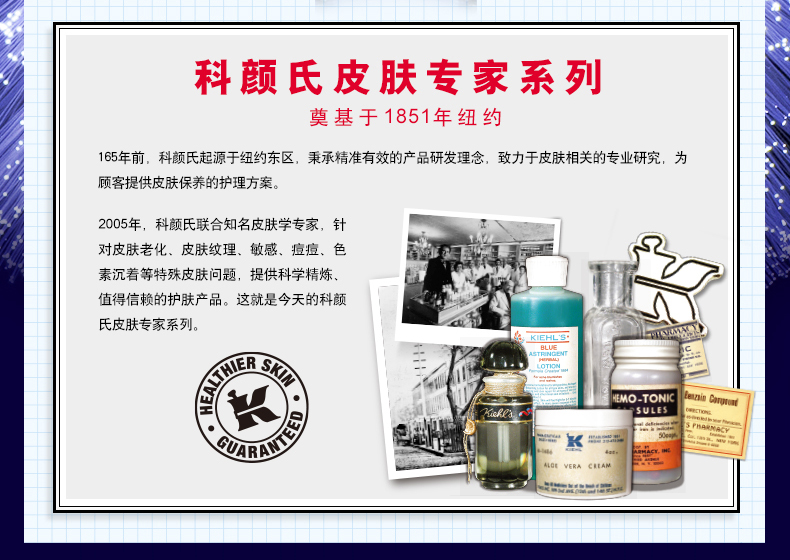 科颜氏皮肤专家系列
奠基于1851年纽约
165年前，科颜氏起源于纽约东区，秉承精准有效的产品研发理念，致力于皮肤相关的专业研究，为
顾客提供皮肤保养的护理方案。
2005年，科颜氏联合知名皮肤学专家，针
对皮肤老化、皮肤纹理、敏感、痘痘、色
素沉着等特殊皮肤问题，提供科学精炼、
值得信赖的护肤产品。这就是今天的科颜
氏皮肤专家系列。
HEALTHIER SKIN
GUARANTEED
KIEHL'S
BLUE
ASTRINGENT
(HERBAL)
LOTION
PHARMACY
Kiehl's
HEMO-TONIC
50caps.
KIEHL
4oz.
ALOE VERA CREAM
Benzoin Compound
DIRECTIONS.
PHARMACY